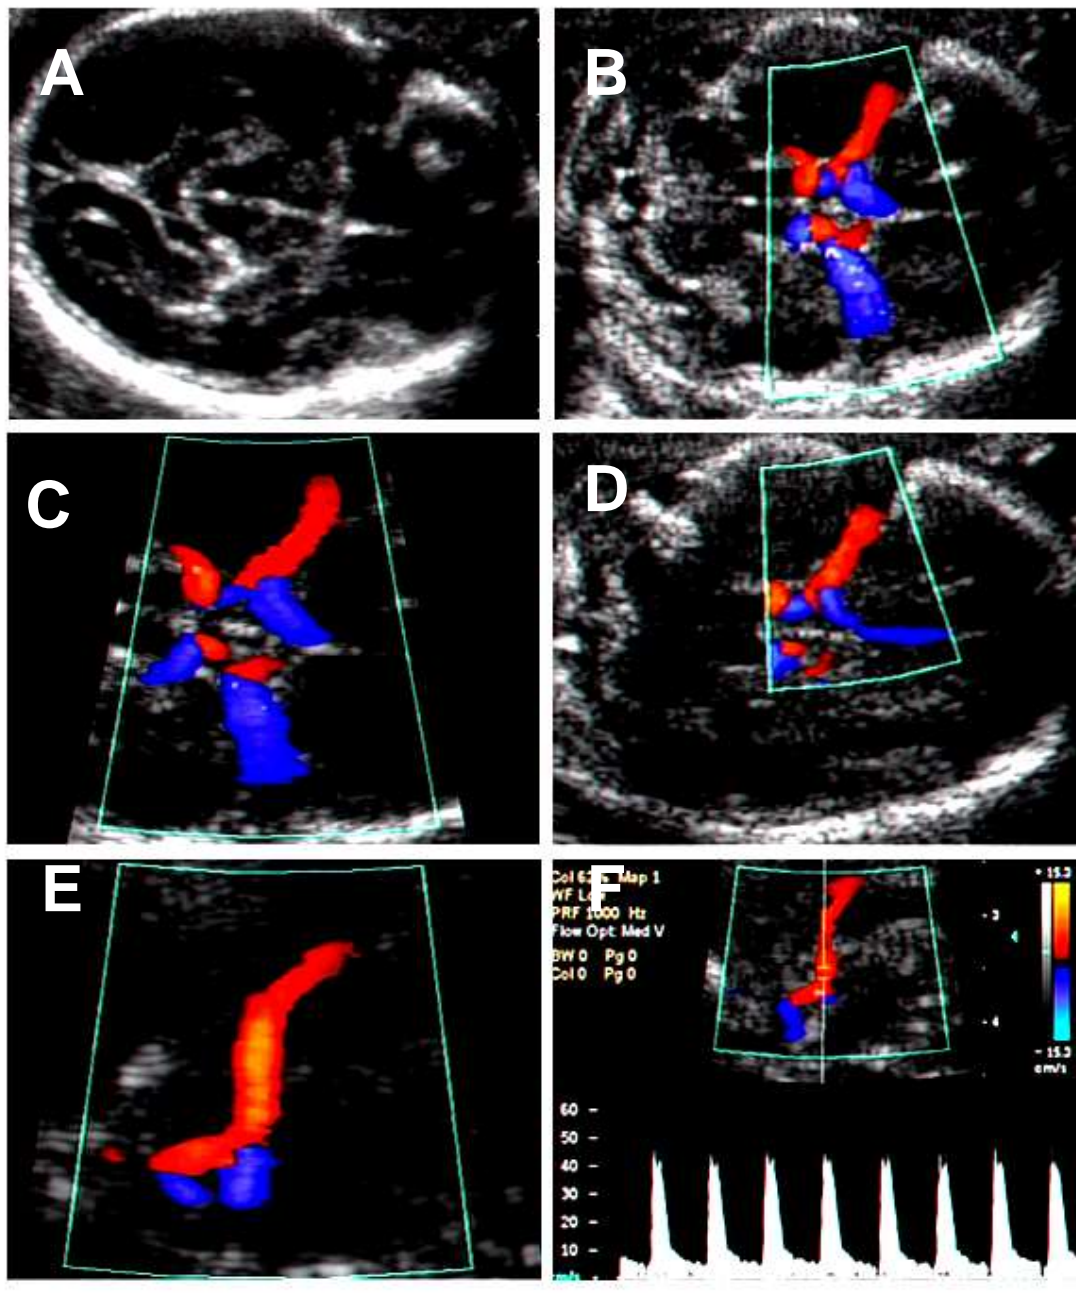 A
B
C
D
E
F
Map 1
PRF 1000 Hz
Flow Opt: Med V
BW 0 Pg 0
Col 0 Pg 0
+ 15.3
- 3
- 4
- 15.3
cm/s
60 -
50 -
40 -
30 -
20 -
10 -